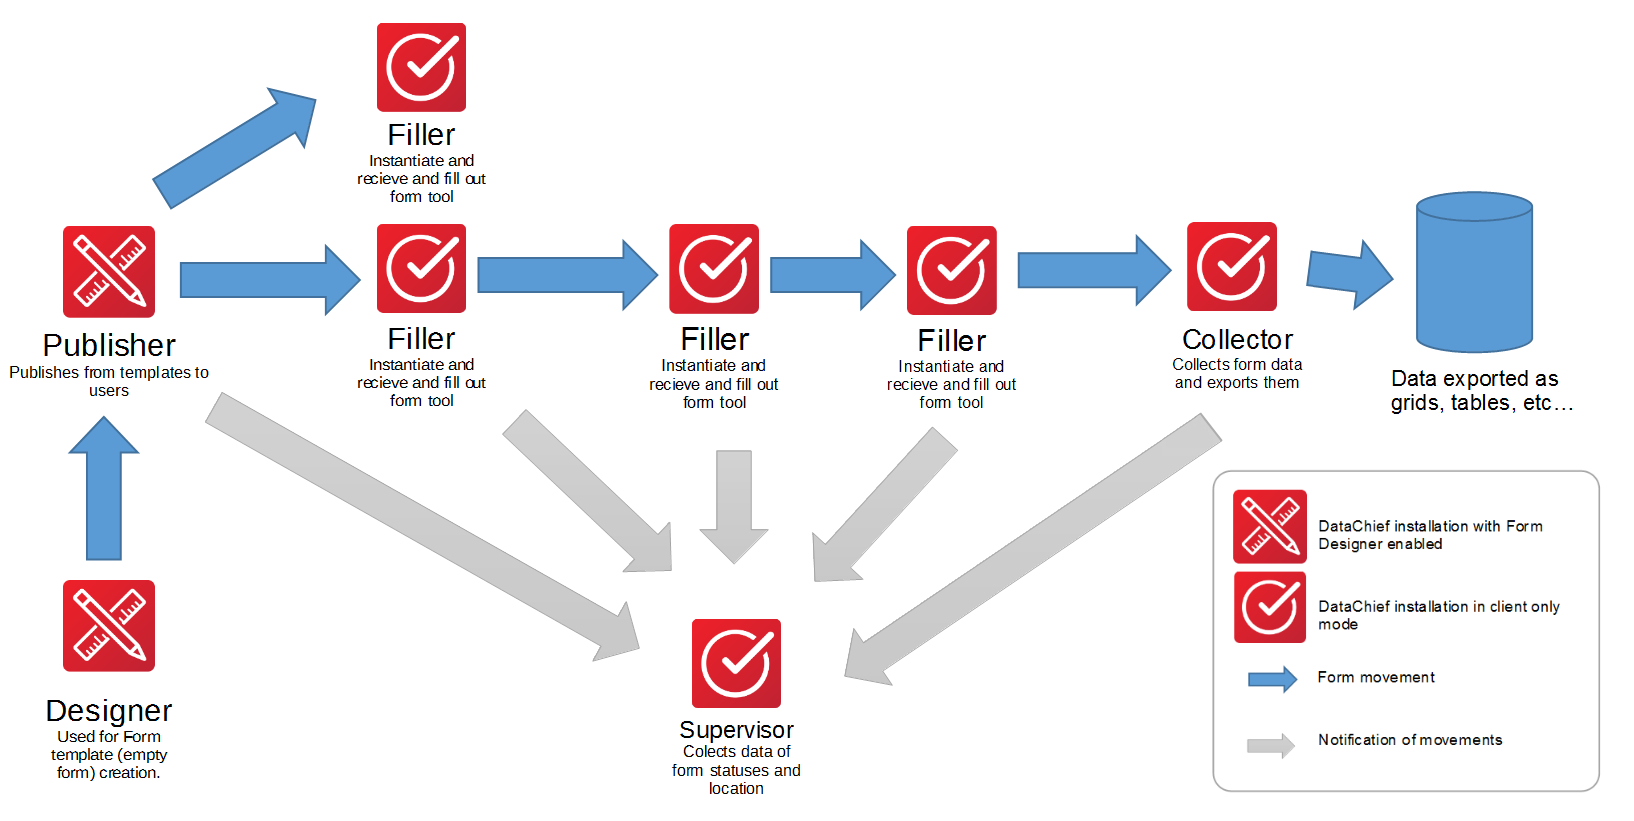 Filler
Instantiate and
recieve and fill out
form tool
Publisher
Publishes from templates to
users
Filler
Instantiate and
recieve and fill out
form tool
Filler
Instantiate and
recieve and fill out
form tool
Filler
Instantiate and
recieve and fill out
form tool
Collector
Collects form data
and exports them
Data exported as
grids, tables, etc...
Designer
Used for Form
template (empty
form) creation.
Supervisor
Colects data of
form statuses and
location
DataChief installation with Form
Designer enabled
DataChief installation in client only
mode
Form movement
Notification of movements